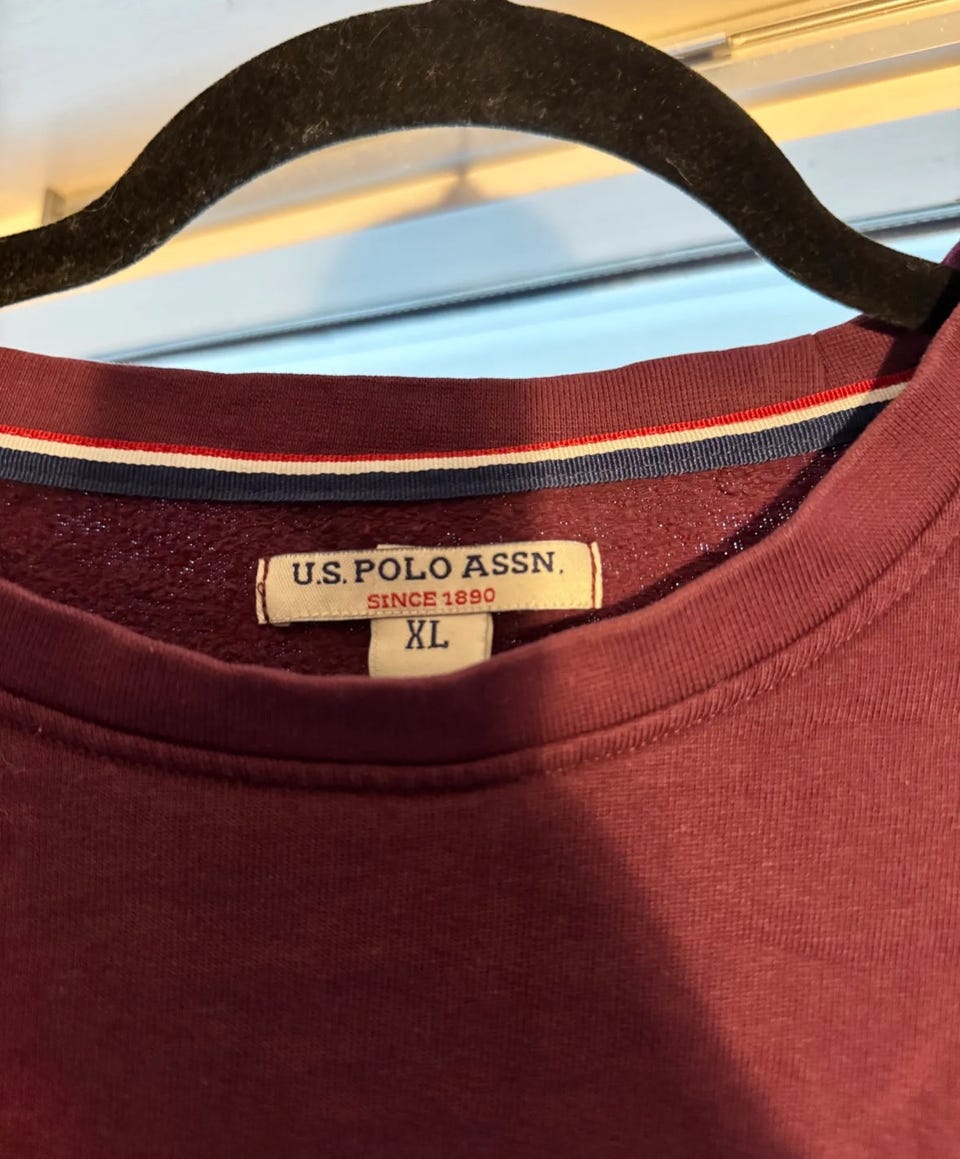 U.S. POLO ASSN.
SINCE 1890
XL